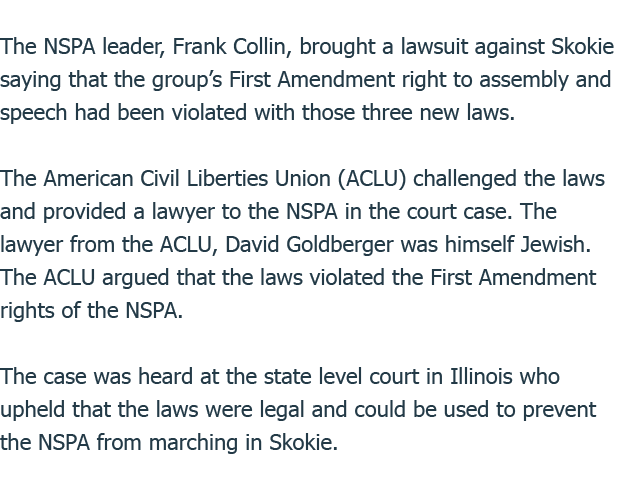 The NSPA leader, Frank Collin, brought a lawsuit against Skokie
saying that the group’s First Amendment right to assembly and
speech had been violated with those three new laws.
The American Civil Liberties Union (ACLU) challenged the laws
and provided a lawyer to the NSPA in the court case. The
lawyer from the ACLU, David Goldberger was himself Jewish.
The ACLU argued that the laws violated the First Amendment
rights of the NSPA.
The case was heard at the state level court in Illinois who
upheld that the laws were legal and could be used to prevent
the NSPA from marching in Skokie.